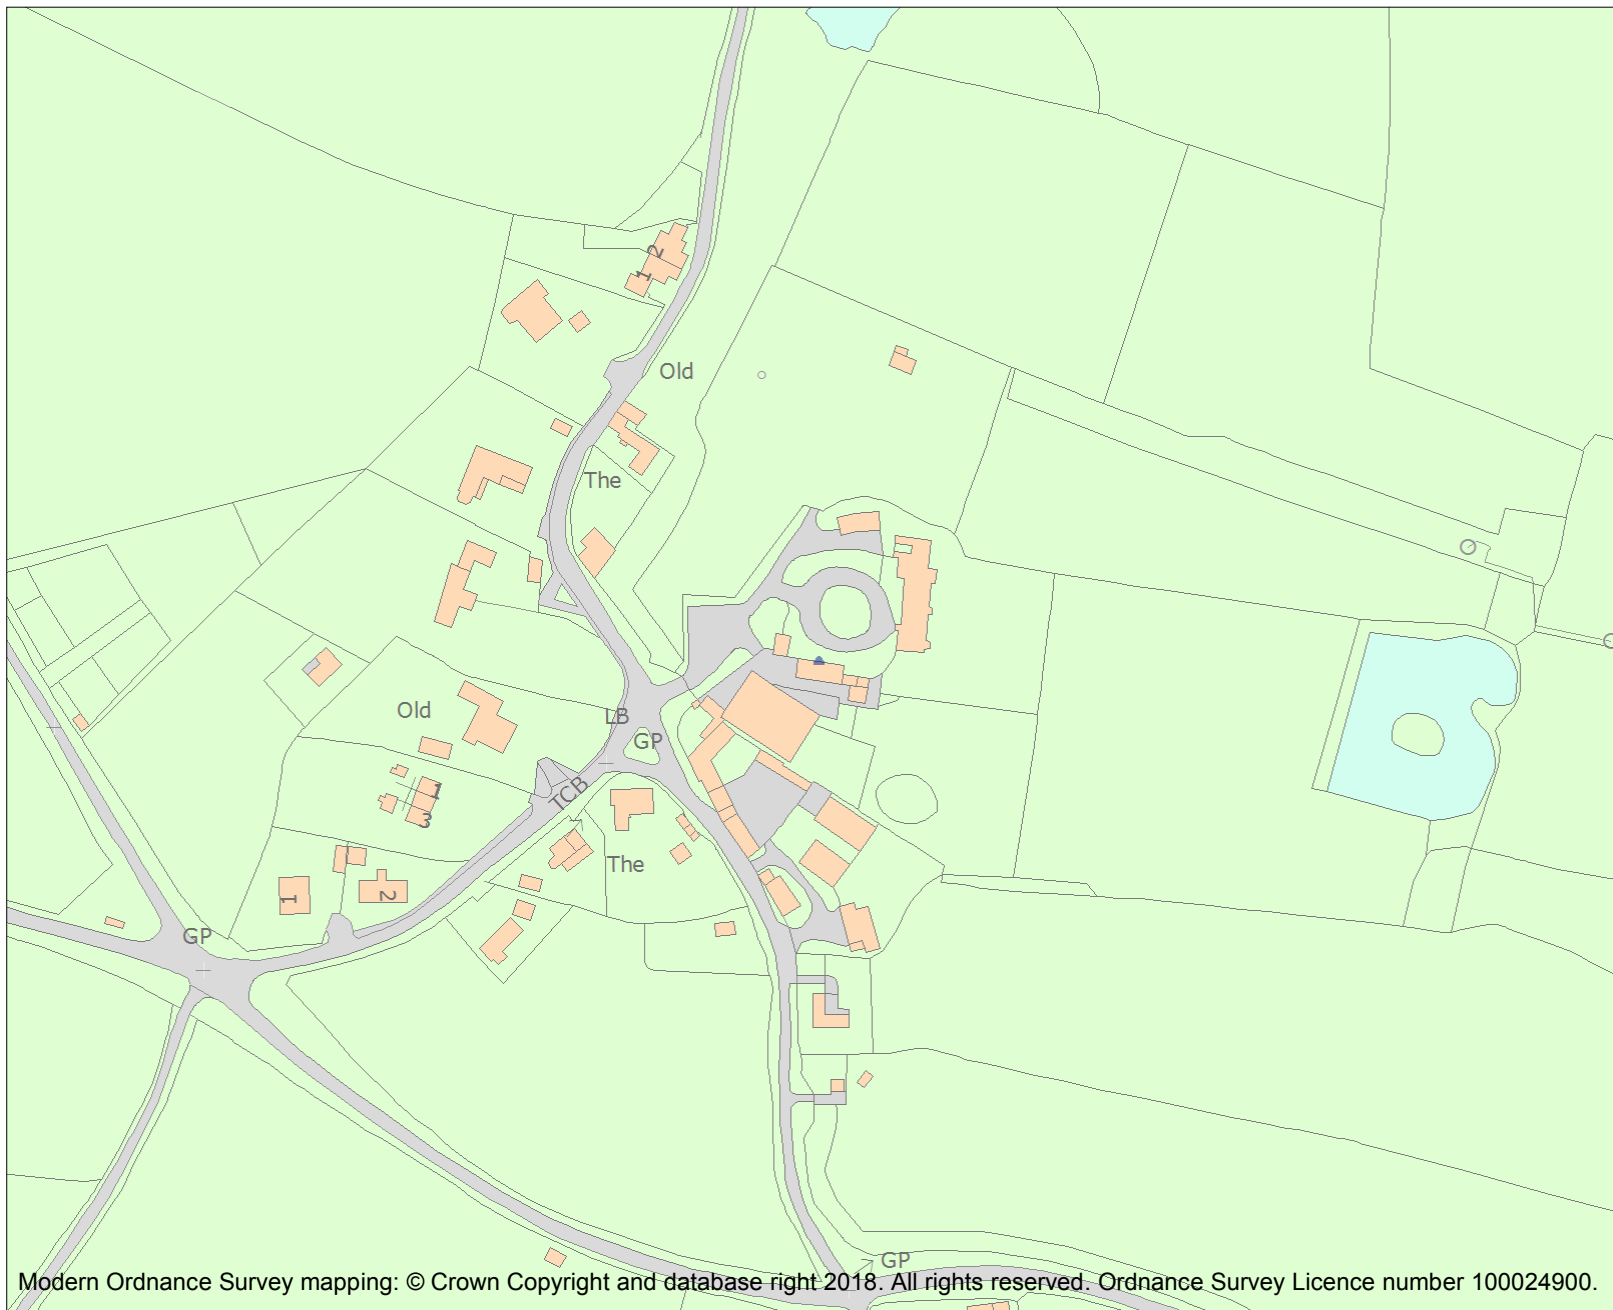 2
1
Old
The
Old
LB
GP
TCB
1
3
The
1
2
GP
GP
Modern Ordnance Survey mapping: © Crown Copyright and database right 2018. All rights reserved. Ordnance Survey Licence number 100024900.